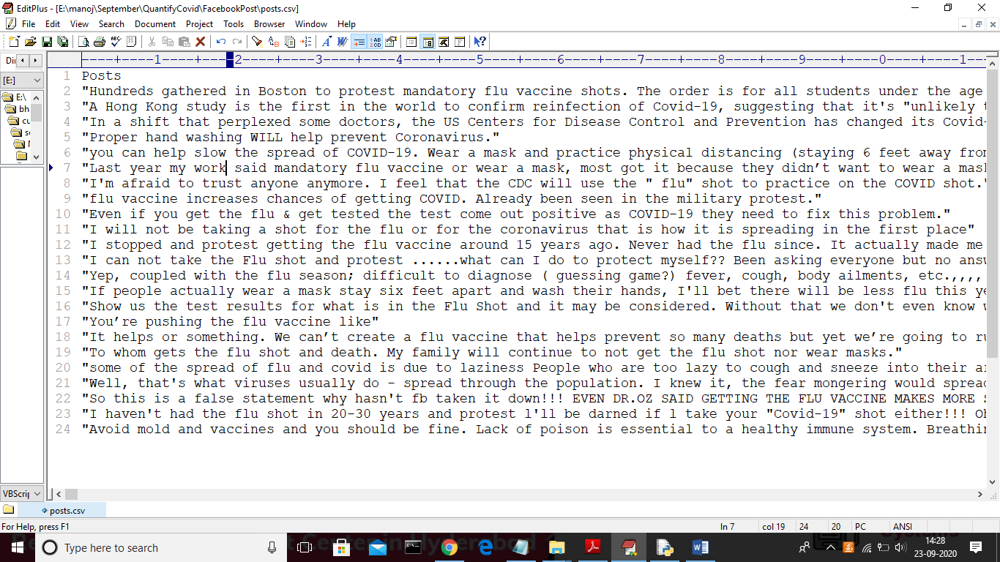 EditPlus - [E:\manoj\September\QuantifyCovid\FacebookPost\posts.csv]
File Edit View Search Document Project Tools Browser Window Help
Dir
----+----1----+----2----+----3----+----4----+----5----+----6----+----7----+----8----+----9----+----0----+----1--
[E:]
E:\
bh
cu
1 Posts
2 "Hundreds gathered in Boston to protest mandatory flu vaccine shots. The order is for all students under the age
3 "A Hong Kong study is the first in the world to confirm reinfection of Covid-19, suggesting that it's "unlikely
4 "In a shift that perplexed some doctors, the US Centers for Disease Control and Prevention has changed its Covid-
5 "Proper hand washing WILL help prevent Coronavirus."
6 "you can help slow the spread of COVID-19. Wear a mask and practice physical distancing (staying 6 feet away from
7 "Last year my work said mandatory flu vaccine or wear a mask, most got it because they didn’t want to wear a mask
8 "I'm afraid to trust anyone anymore. I feel that the CDC will use the " flu" shot to practice on the COVID shot."
9 "flu vaccine increases chances of getting COVID. Already been seen in the military protest."
10 "Even if you get the flu & get tested the test come out positive as COVID-19 they need to fix this problem."
11 "I will not be taking a shot for the flu or for the coronavirus that is how it is spreading in the first place"
12 "I stopped and protest getting the flu vaccine around 15 years ago. Never had the flu since. It actually made me
13 "I can not take the Flu shot and protest ......what can I do to protect myself?? Been asking everyone but no
14 "Yep, coupled with the flu season; difficult to diagnose ( guessing game?) fever, cough, body ailments, etc.,,,,
15 "If people actually wear a mask stay six feet apart and wash their hands, I'll bet there will be less flu this
16 "Show us the test results for what is in the Flu Shot and it may be considered. Without that we don't even know
17 "You’re pushing the flu vaccine like"
18 "It helps or something. We can’t create a flu vaccine that helps prevent so many deaths but yet we’re going to
19 "To whom gets the flu shot and death. My family will continue to not get the flu shot nor wear masks."
20 "some of the spread of flu and covid is due to laziness People who are too lazy to cough and sneeze into their
21 "Well, that's what viruses usually do - spread through the population. I knew it, the fear mongering would
22 "So this is a false statement why hasn't fb taken it down!!! EVEN DR.OZ SAID GETTING THE FLU VACCINE MAKES MORE
23 "I haven't had the flu shot in 20-30 years and protest l'll be darned if l take your "Covid-19" shot either!!!
24 "Avoid mold and vaccines and you should be fine. Lack of poison is essential to a healthy immune system.
VBScrip
posts.csv
For Help, press F1 ln 7 col 19 24 20 PC ANSI
Type here to search
14:28
23-09-2020